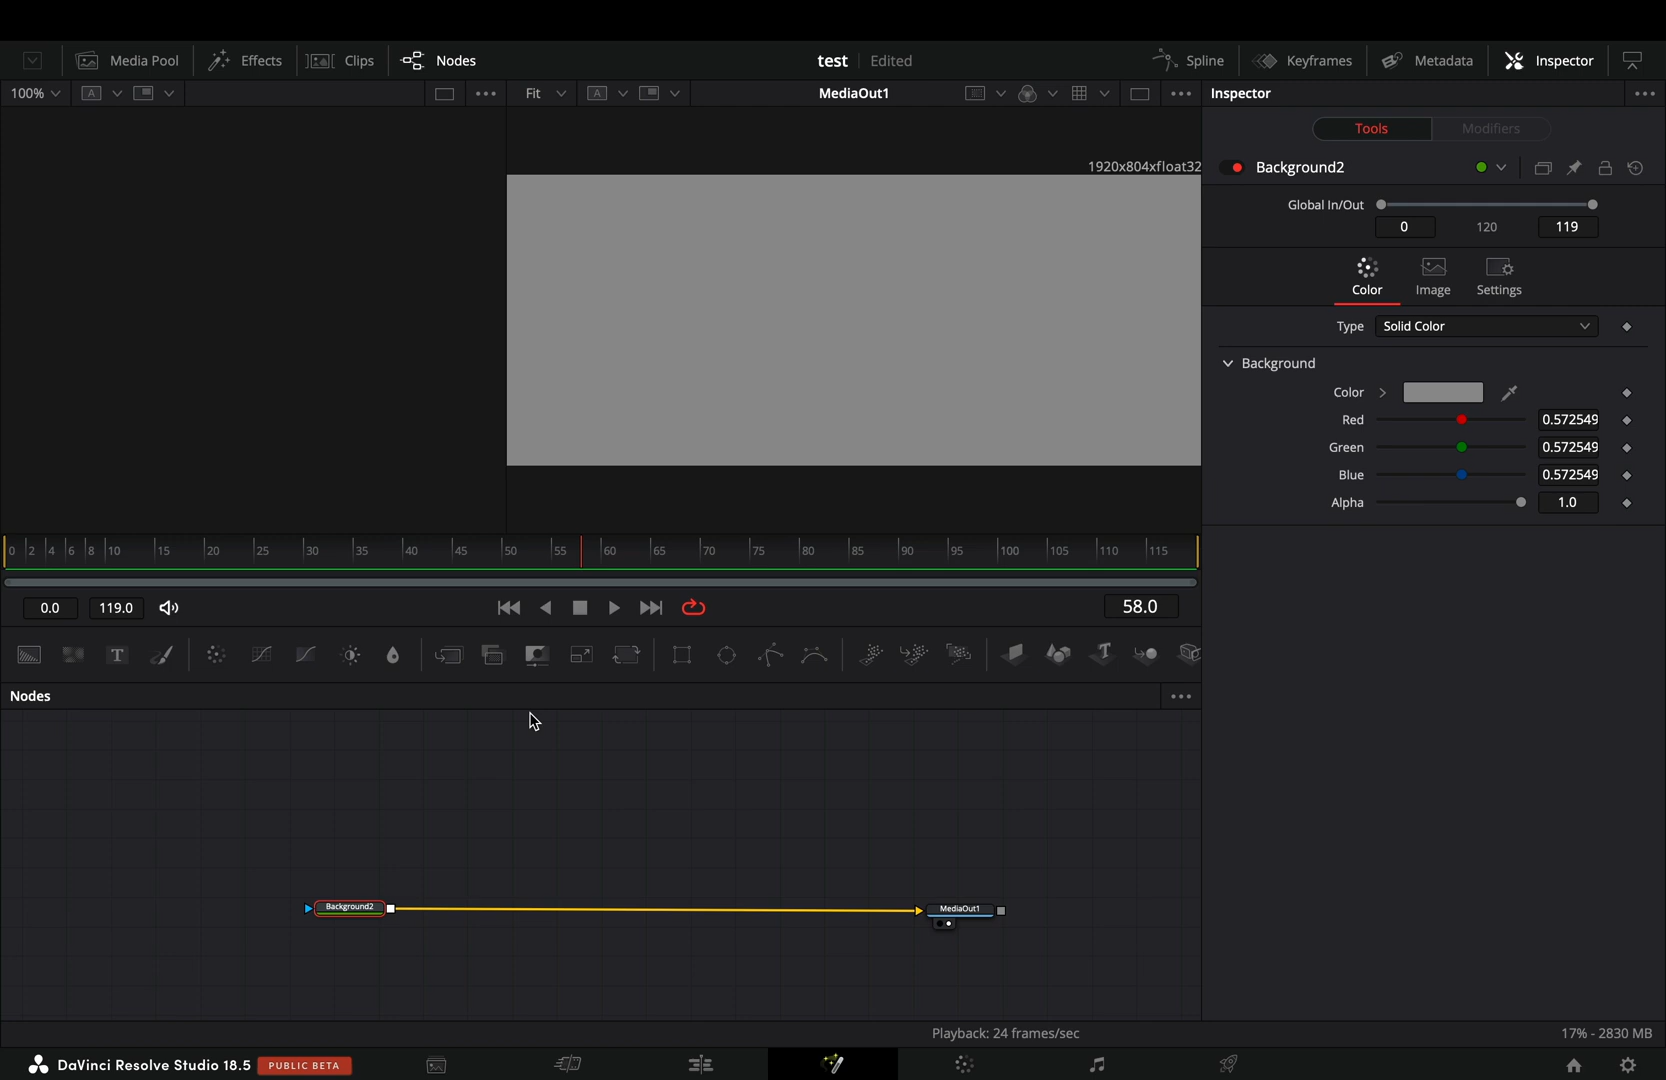 Media Pool Effects Clips Nodes test Edited Spline Keyframes Metadata Inspector
100% A Fit A MediaOut1 Inspector
Tools Modifiers
1920x804xfloat32
Background2
Global In/Out
0 120 119
Color Image Settings
Type Solid Color
Background
Color
Red 0.572549
Green 0.572549
Blue 0.572549
Alpha 1.0
0 2 4 6 8 10 15 20 25 30 35 40 45 50 55 60 65 70 75 80 85 90 95 100 105 110 115
0.0 119.0 58.0
T T
Nodes
Background2 MediaOut1
Playback: 24 frames/sec 17% - 2830 MB
DaVinci Resolve Studio 18.5 PUBLIC BETA